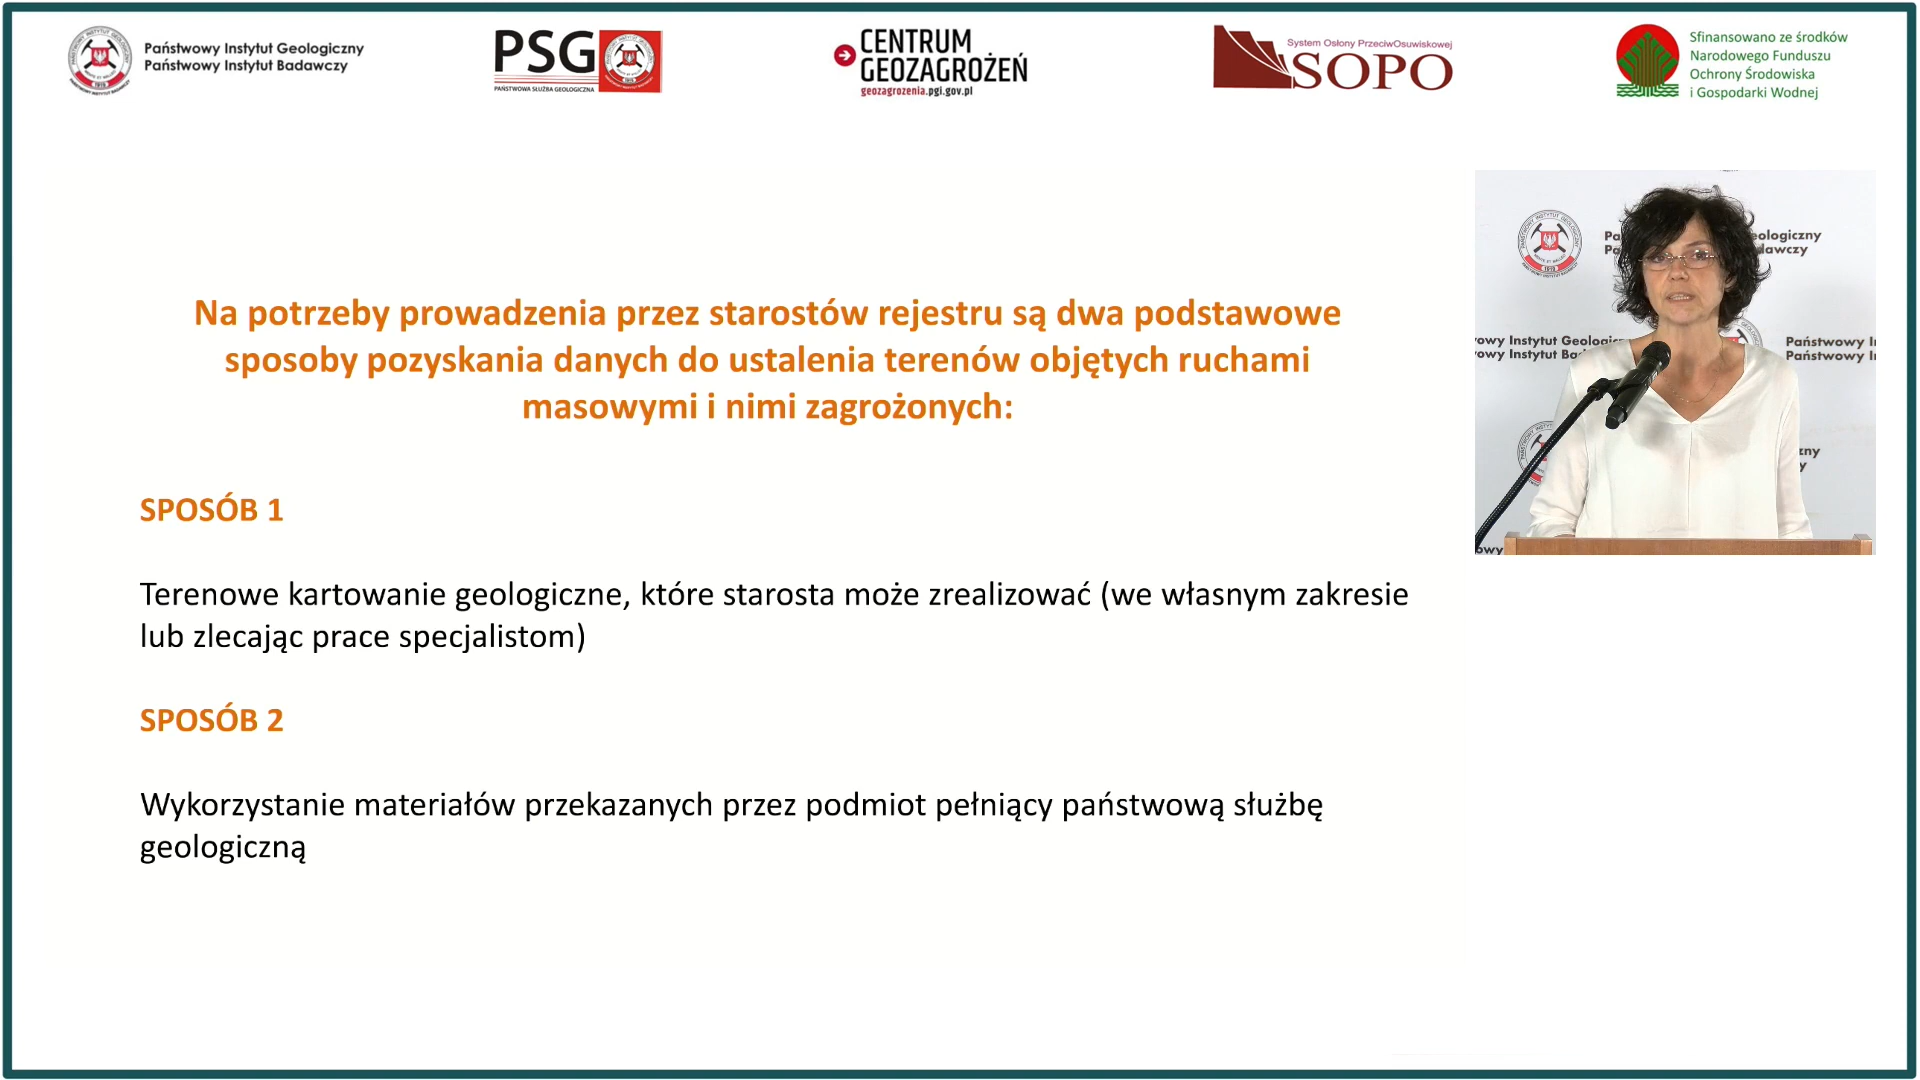 Państwowy Instytut Geologiczny
Państwowy Instytut Badawczy
PSG
PAŃSTWOWA SŁUŻBA GEOLOGICZNA
CENTRUM
GEOZAGROŻEŃ
geozagrozenia.pgi.gov.pl
System Osłony PrzeciwOsuwiskowej
SOPO
Sfinansowano ze środków
Narodowego Funduszu
Ochrony Środowiska
i Gospodarki Wodnej
Na potrzeby prowadzenia przez starostów rejestru są dwa podstawowe
sposoby pozyskania danych do ustalenia terenów objętych ruchami
masowymi i nimi zagrożonych:
SPOSÓB 1
Terenowe kartowanie geologiczne, które starosta może zrealizować (we własnym zakresie
lub zlecając prace specjalistom)
SPOSÓB 2
Wykorzystanie materiałów przekazanych przez podmiot pełniący państwową służbę
geologiczną